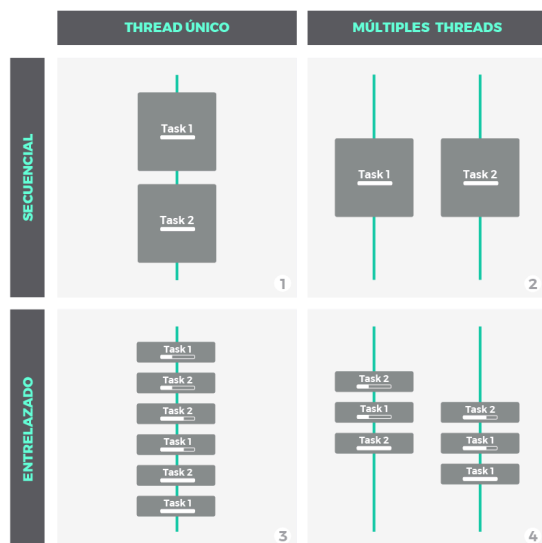 THREAD ÚNICO
MÚLTIPLES THREADS
SECUENCIAL
Task 1
Task 2
1
Task 1
Task 2
2
ENTRELAZADO
Task 1
Task 2
Task 2
Task 1
Task 2
Task 1
3
Task 2
Task 1
Task 2
Task 2
Task 1
Task 1
4